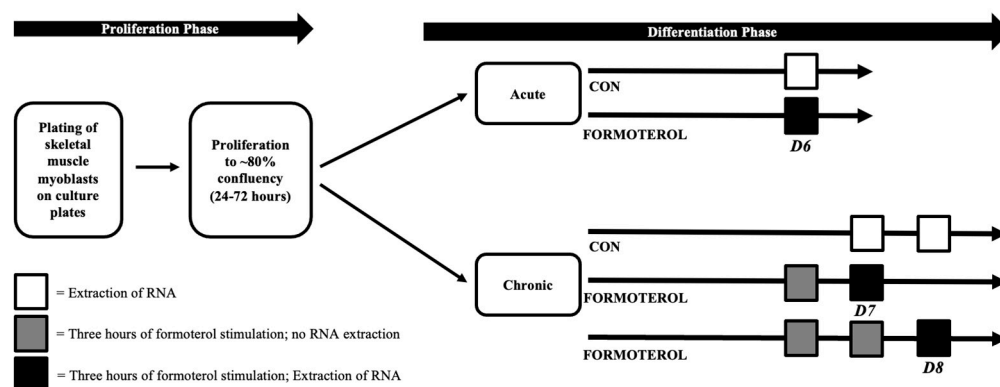 Proliferation Phase
Differentiation Phase
Plating of
skeletal
muscle
myoblasts
on culture
plates
Proliferation
to ~80%
confluency
(24-72 hours)
Acute
CON
FORMOTEROL
D6
Chronic
CON
FORMOTEROL
D7
FORMOTEROL
D8
= Extraction of RNA
= Three hours of formoterol stimulation; no RNA extraction
= Three hours of formoterol stimulation; Extraction of RNA